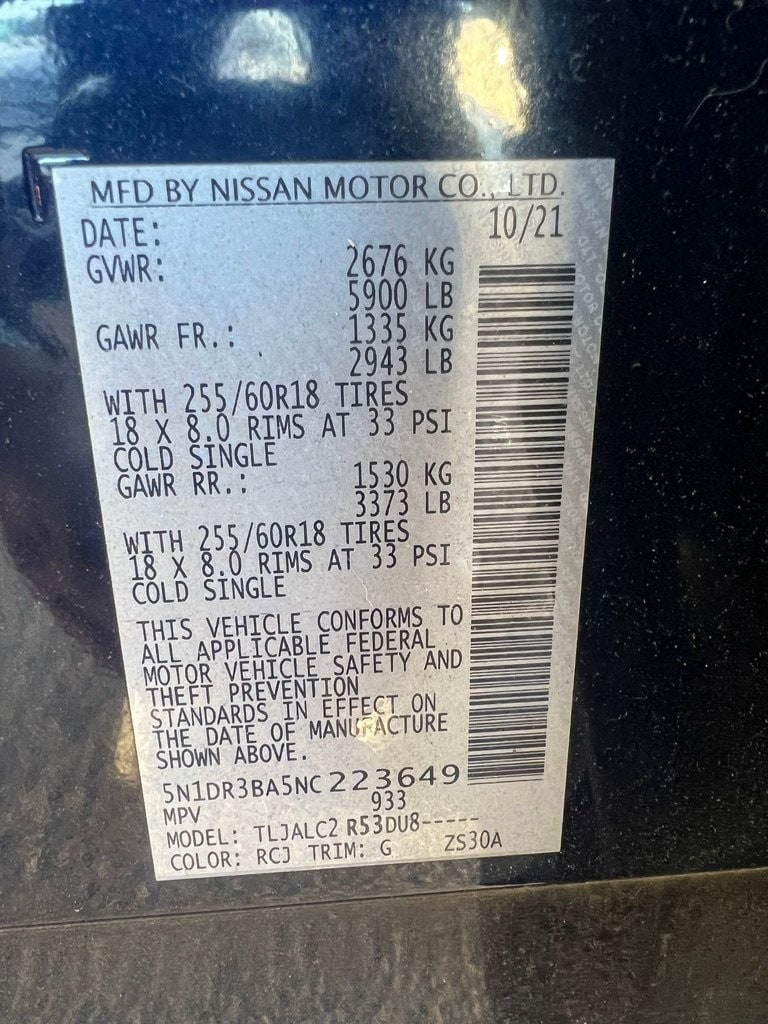 MFD BY NISSAN MOTOR CO., LTD.
DATE: 10/21
GVWR: 2676 KG
5900 LB
GAWR FR.: 1335 KG
2943 LB
WITH 255/60R18 TIRES
18 X 8.0 RIMS AT 33 PSI
COLD SINGLE
GAWR RR.: 1530 KG
3373 LB
WITH 255/60R18 TIRES
18 X 8.0 RIMS AT 33 PSI
COLD SINGLE
THIS VEHICLE CONFORMS TO
ALL APPLICABLE FEDERAL
MOTOR VEHICLE SAFETY AND
THEFT PREVENTION
STANDARDS IN EFFECT ON
THE DATE OF MANUFACTURE
SHOWN ABOVE.
5N1DR3BA5NC 223649
MPV 933
MODEL: TLJALC2 R53DU8-----
COLOR: RCJ TRIM: G ZS30A